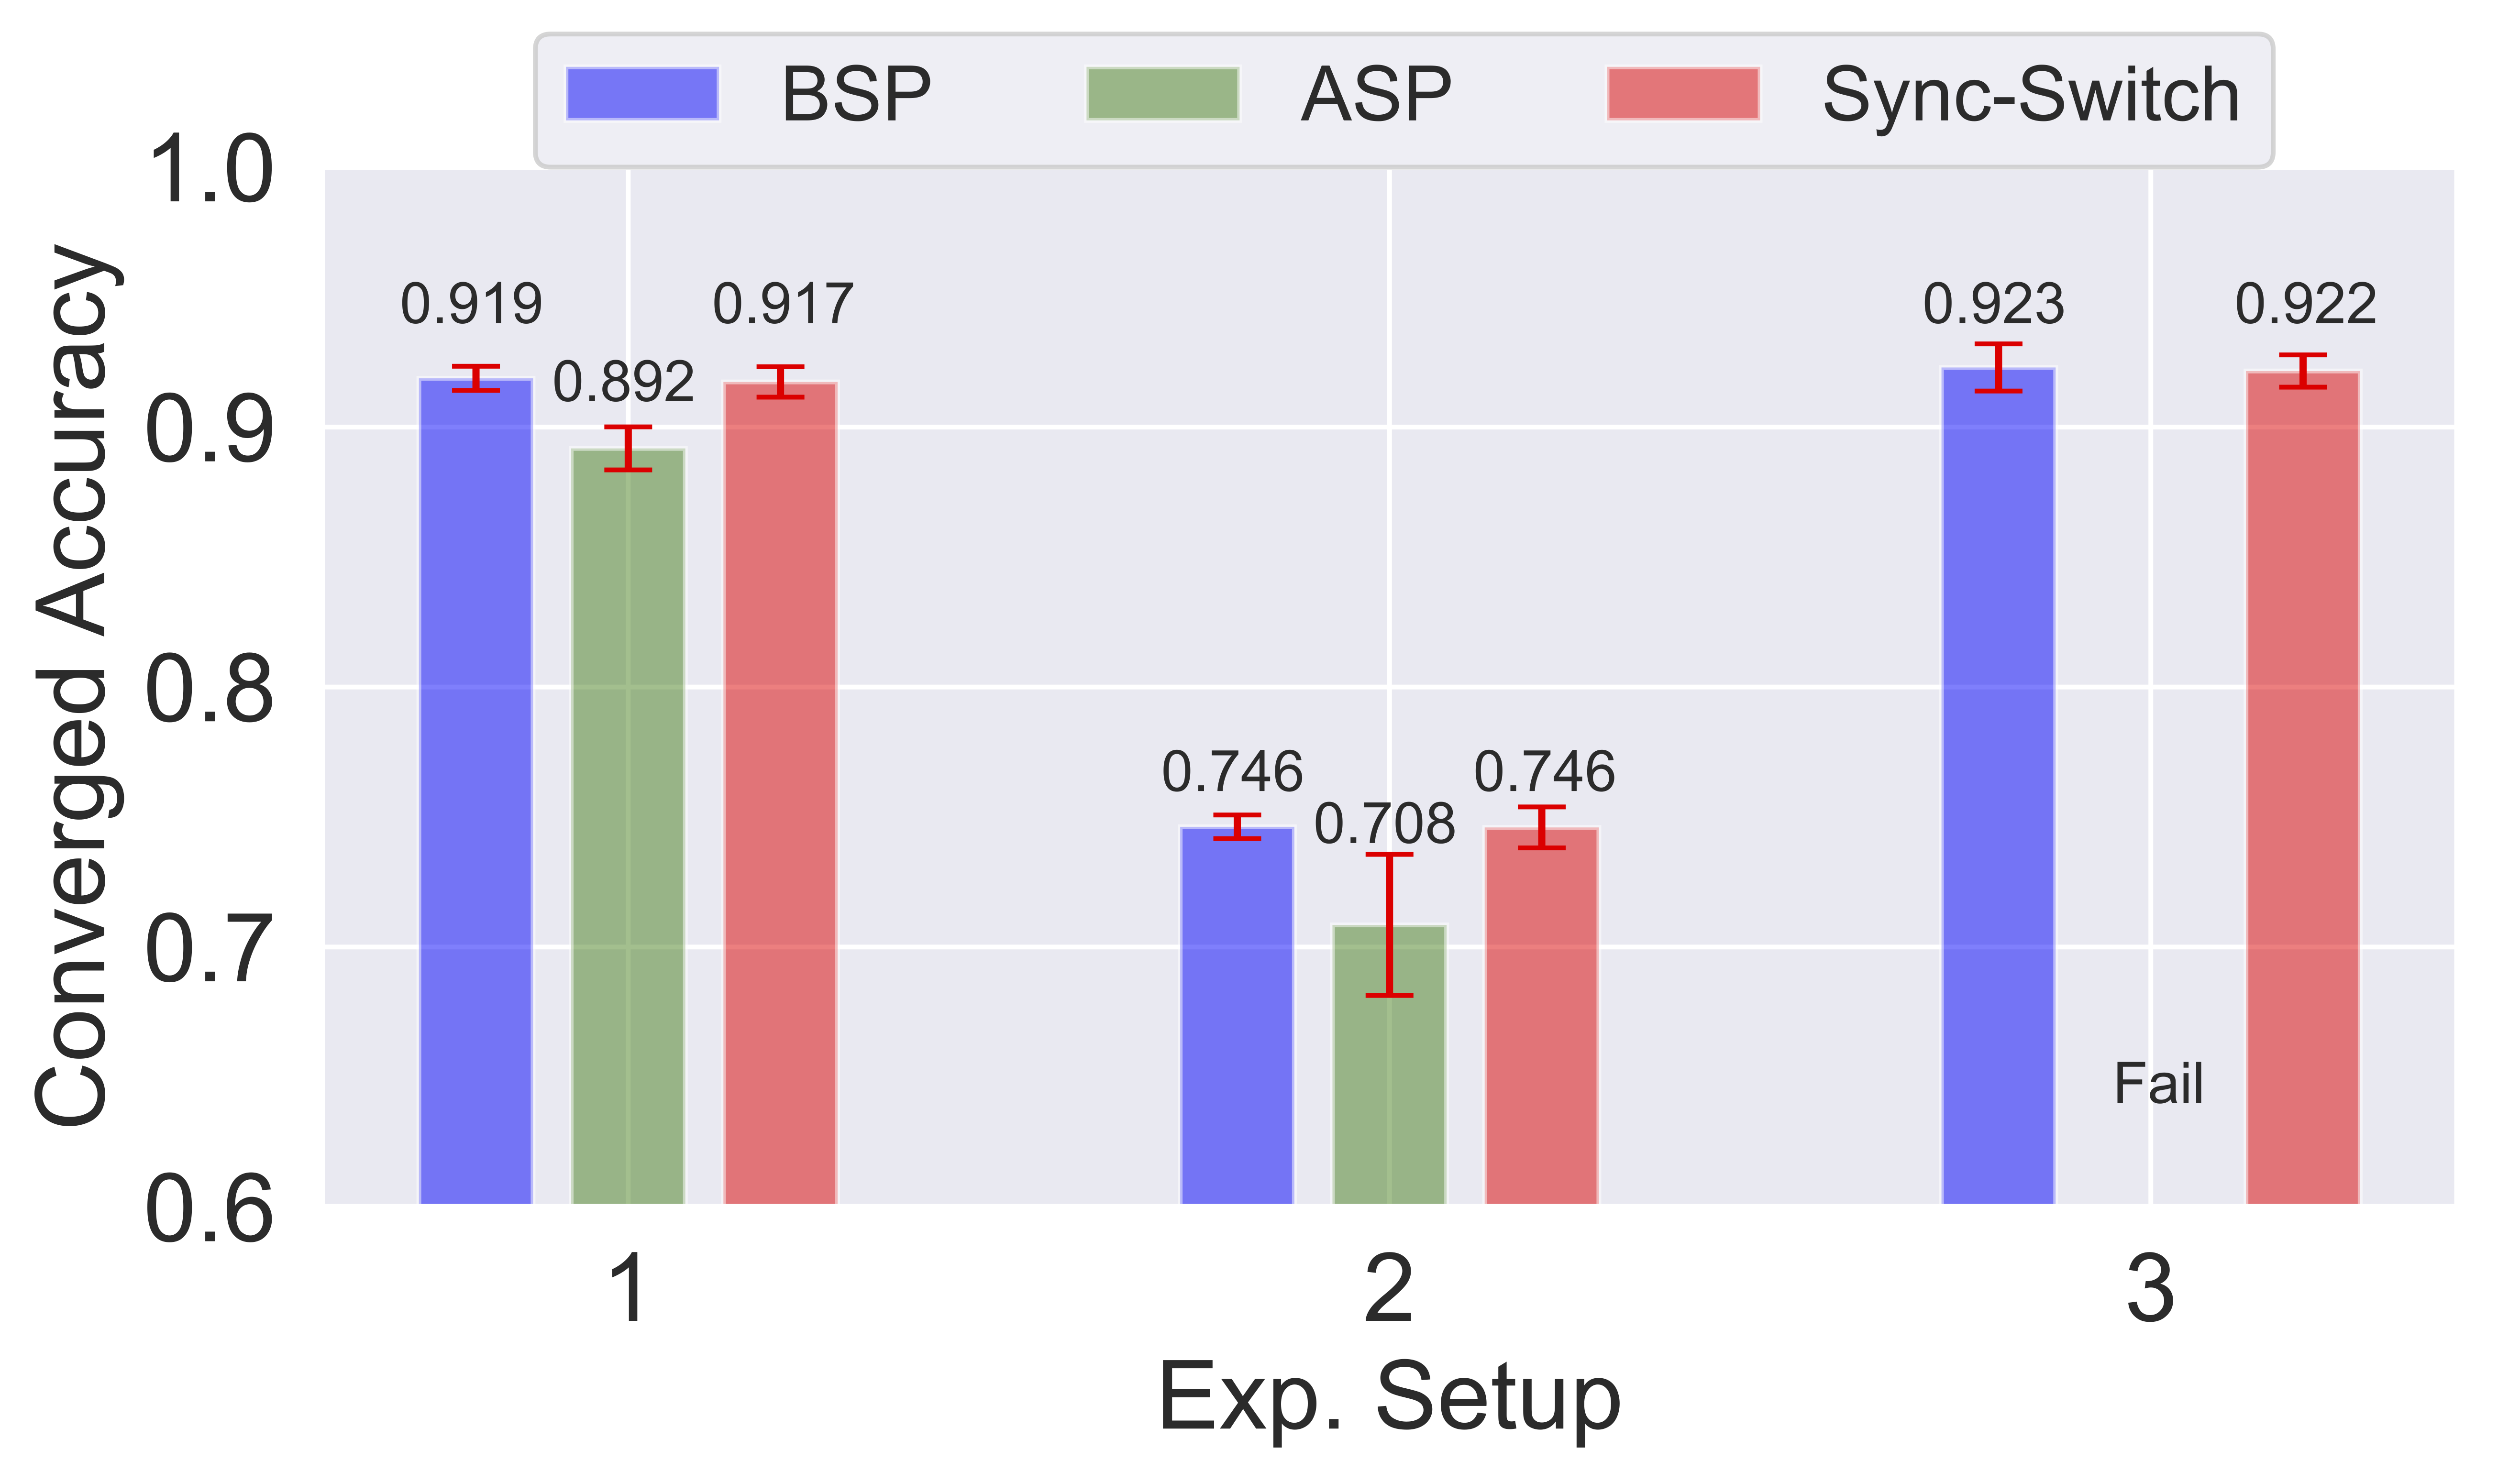 BSP ASP Sync-Switch
Converged Accuracy
1.0
0.9
0.8
0.7
0.6
0.919
0.892
0.917
0.746
0.708
0.746
0.923
Fail
0.922
1 2 3
Exp. Setup